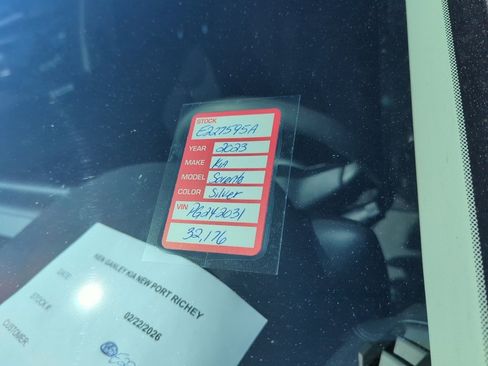 STOCK
E227595A
YEAR 2023
MAKE KIA
MODEL Sorento
COLOR Silver
VIN PG242031
32,176
KEN GANLEY KIA NEW PORT RICHEY
DATE 02/22/2026
STOCK #
CUSTOMER